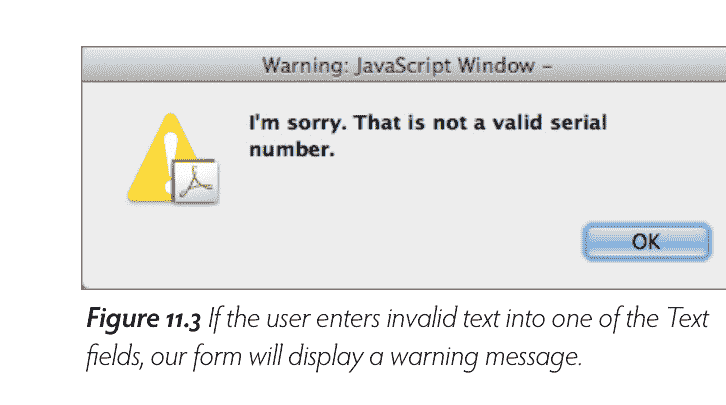 Warning: JavaScript Window –
I'm sorry. That is not a valid serial
number.
OK
Figure 11.3 If the user enters invalid text into one of the Text
fields, our form will display a warning message.